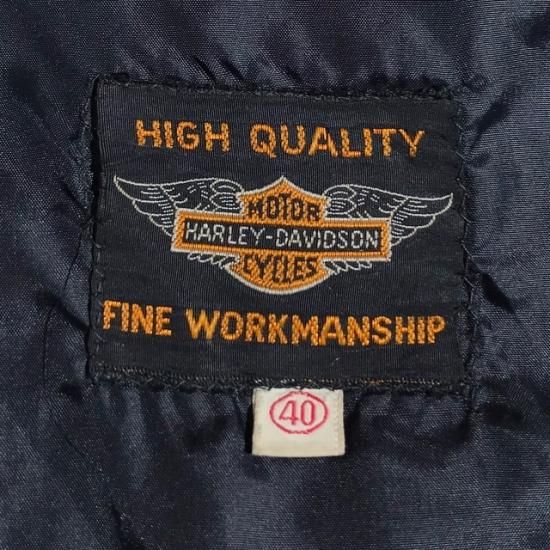 HIGH QUALITY
MOTOR
HARLEY-DAVIDSON
CYCLES
FINE WORKMANSHIP
40